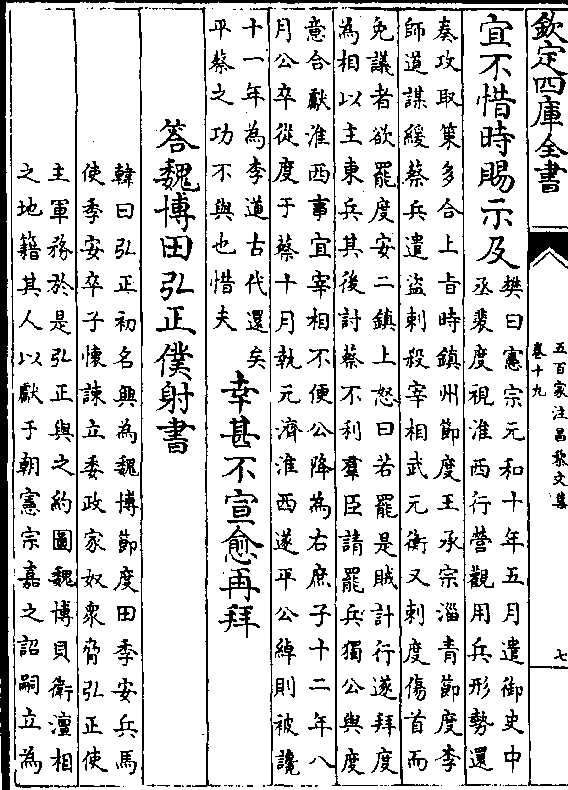 欽定四庫全書
五百家注昌黎文集
卷十九
七
宜不惜時賜示及
樊曰憲宗元和十年五月遣御史中
丞裴度視淮西行營觀用兵形勢還
奏攻取策多合上旨時鎮州節度王承宗淄青節度李
師道謀緩蔡兵遣盜刺殺宰相武元衡又刺度傷首而
免議者欲罷度安二鎮上怒曰若罷是賊計行遂拜度
為相以主東兵其後討蔡不利羣臣請罷兵獨公與度
意合獻淮西事宜宰相不便公降為右庶子十二年八
月公卒從度于蔡十月執元濟淮西遂平公綽則被讒
十一年為李道古代還矣
平蔡之功不與也惜夫
幸甚不宣愈再拜
答魏博田弘正僕射書
韓曰弘正初名興為魏博節度田季安兵馬
使季安卒子懷諫立委政家奴衆脅弘正使
主軍務於是弘正與之約圖魏博貝衛澶相
之地籍其人以獻于朝憲宗嘉之詔嗣立為